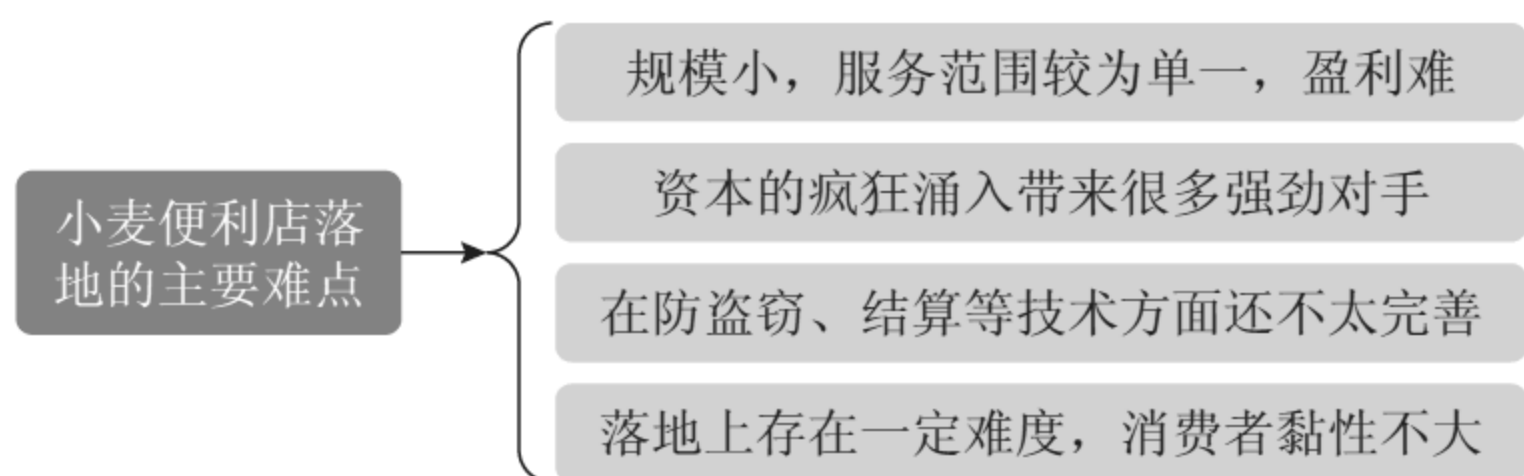 小麦便利店落
地的主要难点
规模小，服务范围较为单一，盈利难
资本的疯狂涌入带来很多强劲对手
在防盗窃、结算等技术方面还不太完善
落地上存在一定难度，消费者黏性不大